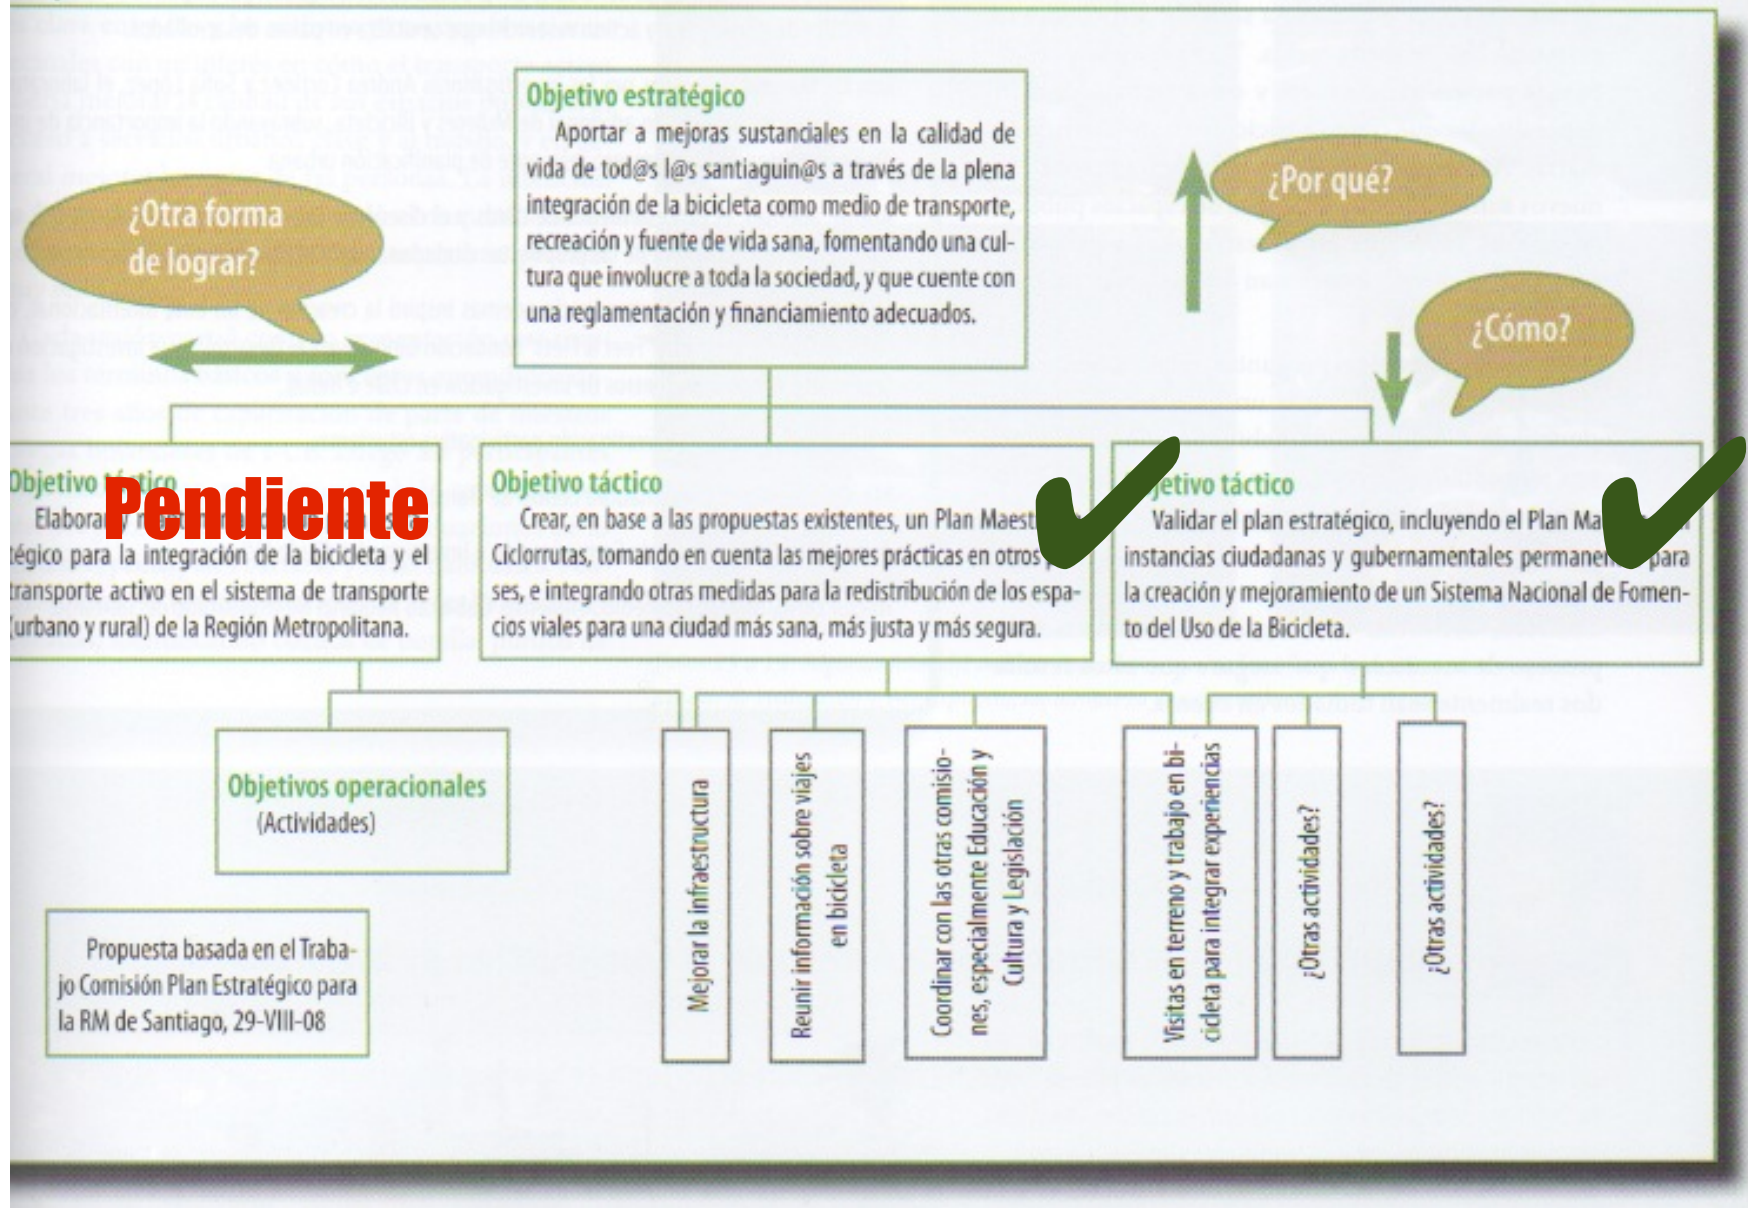 Objetivo estratégico
Aportar a mejoras sustanciales en la calidad de
vida de tod@s l@s santiaguin@s a través de la plena
integración de la bicicleta como medio de transporte,
recreación y fuente de vida sana, fomentando una cul-
tura que involucre a toda la sociedad, y que cuente con
una reglamentación y financiamiento adecuados.
¿Otra forma
de lograr?
¿Por qué?
¿Cómo?
Objetivo táctico
Pendiente
Elaborar y
tégico para la integración de la bicicleta y el
transporte activo en el sistema de transporte
(urbano y rural) de la Región Metropolitana.
Objetivo táctico
Crear, en base a las propuestas existentes, un Plan
Ciclorrutas, tomando en cuenta las mejores prácticas en otros
ses, e integrando otras medidas para la redistribución de los espa-
cios viales para una ciudad más sana, más justa y más segura.
táctico
Validar el plan estratégico, incluyendo el Plan
instancias ciudadanas y gubernamentales para
la creación y mejoramiento de un Sistema Nacional de Fomen-
to del Uso de la Bicicleta.
Objetivos operacionales
(Actividades)
Mejorar la infraestructura
Reunir información sobre viajes
en bicicleta
Coordinar con las otras comisio-
nes, especialmente Educación y
Cultura y Legislación
Visitas en terreno y trabajo en bi-
cicleta para integrar experiencias
¿Otras actividades?
¿Otras actividades?
Propuesta basada en el Traba-
jo Comisión Plan Estratégico para
la RM de Santiago, 29-VIII-08